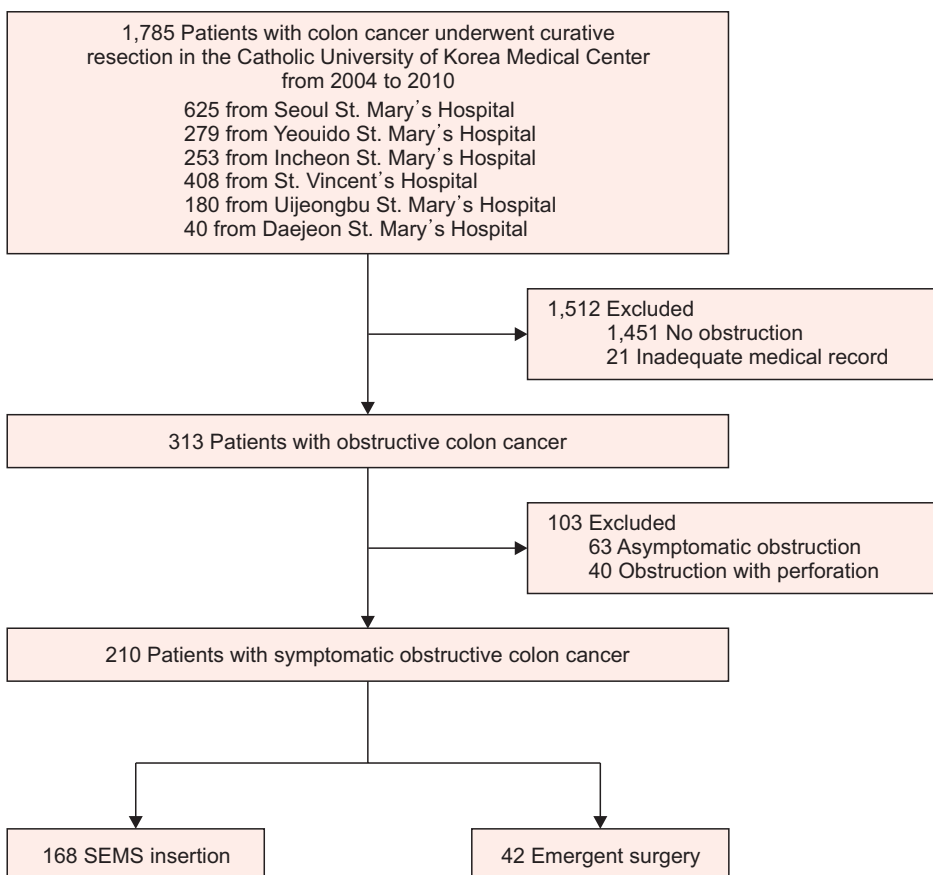 1,785 Patients with colon cancer underwent curative
resection in the Catholic University of Korea Medical Center
from 2004 to 2010
625 from Seoul St. Mary's Hospital
279 from Yeouido St. Mary's Hospital
253 from Incheon St. Mary's Hospital
408 from St. Vincent's Hospital
180 from Uijeongbu St. Mary's Hospital
40 from Daejeon St. Mary's Hospital
1,512 Excluded
1,451 No obstruction
21 Inadequate medical record
313 Patients with obstructive colon cancer
103 Excluded
63 Asymptomatic obstruction
40 Obstruction with perforation
210 Patients with symptomatic obstructive colon cancer
168 SEMS insertion
42 Emergent surgery